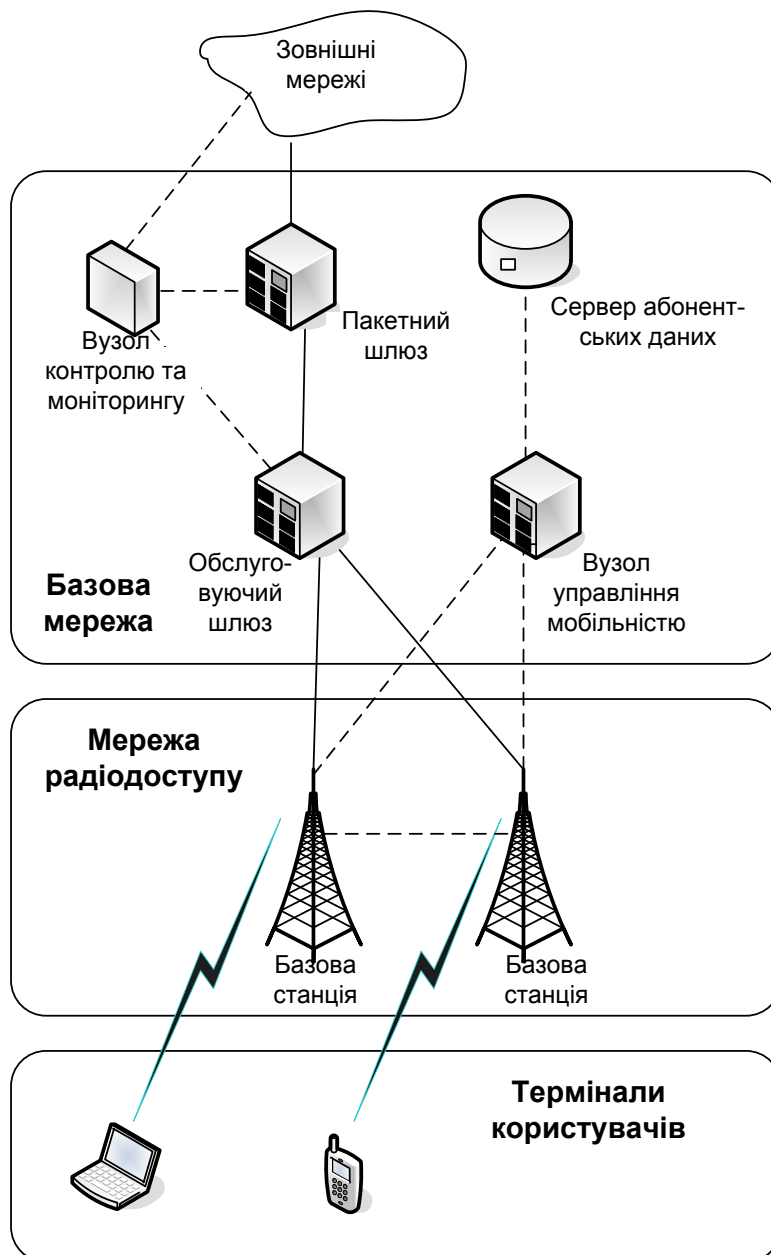 Зовнішні
мережі
Пакетний
шлюз
Сервер абонент-
ських даних
Вузол
контролю та
моніторингу
Обслуго-
вуючий
шлюз
Вузол
управління
мобільністю
Базова
мережа
Мережа
радіодоступу
Базова
станція
Базова
станція
Термінали
користувачів